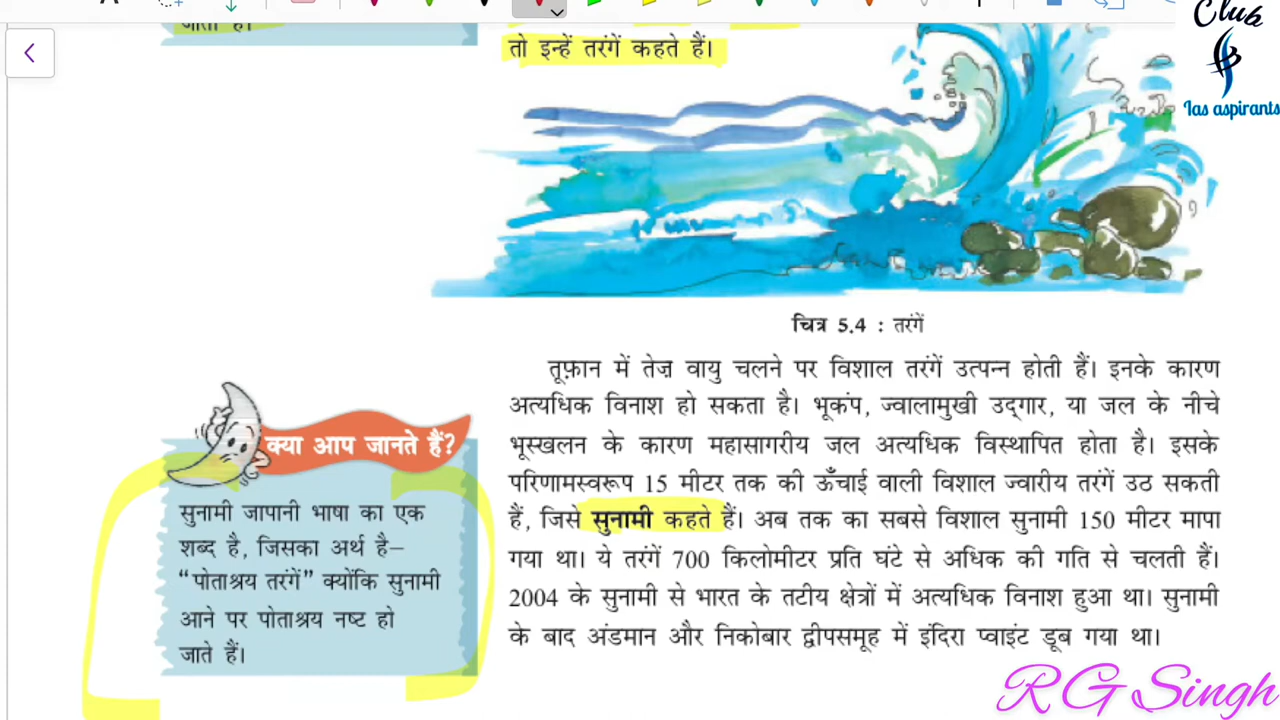 जाता है।
तो इन्हें तरंगें कहते हैं।
Club
Ias aspirants
चित्र 5.4 : तरंगें
तूफ़ान में तेज़ वायु चलने पर विशाल तरंगें उत्पन्न होती हैं। इनके कारण
अत्यधिक विनाश हो सकता है। भूकंप, ज्वालामुखी उद्‌गार, या जल के नीचे
भूस्खलन के कारण महासागरीय जल अत्यधिक विस्थापित होता है। इसके
परिणामस्वरूप 15 मीटर तक की ऊँचाई वाली विशाल ज्वारीय तरंगें उठ सकती
हैं, जिसे सुनामी कहते हैं। अब तक का सबसे विशाल सुनामी 150 मीटर मापा
गया था। ये तरंगें 700 किलोमीटर प्रति घंटे से अधिक की गति से चलती हैं।
2004 के सुनामी से भारत के तटीय क्षेत्रों में अत्यधिक विनाश हुआ था। सुनामी
के बाद अंडमान और निकोबार द्वीपसमूह में इंदिरा प्वाइंट डूब गया था।
क्या आप जानते हैं?
सुनामी जापानी भाषा का एक
शब्द है, जिसका अर्थ है–
“पोताश्रय तरंगें” क्योंकि सुनामी
आने पर पोताश्रय नष्ट हो
जाते हैं।
RG Singh